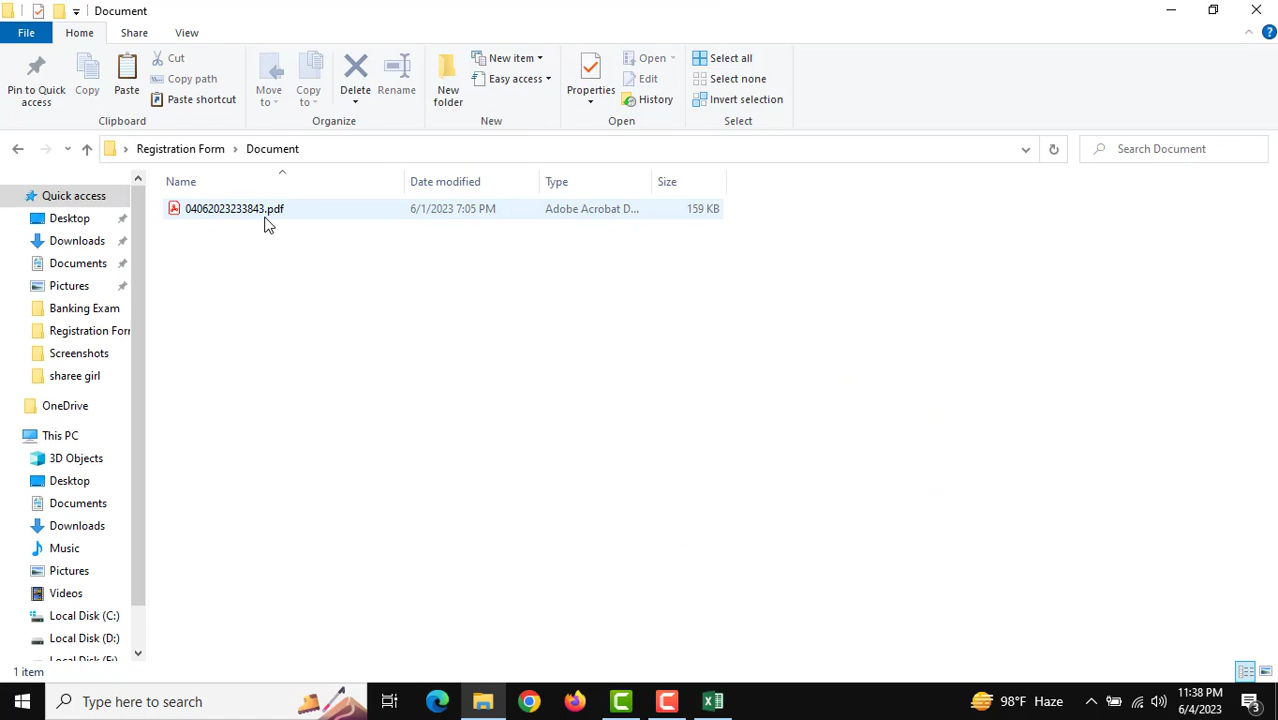 Document
File
Home
Share
View
Pin to Quick access
Copy
Paste
Cut
Copy path
Paste shortcut
Clipboard
Move to
Copy to
Delete
Rename
Organize
New folder
New item
Easy access
New
Properties
Open
Edit
History
Open
Select all
Select none
Invert selection
Select
Registration Form
Document
Search Document
Name
Date modified
Type
Size
04062023233843.pdf
6/1/2023 7:05 PM
Adobe Acrobat D...
159 KB
Quick access
Desktop
Downloads
Documents
Pictures
Banking Exam
Registration For
Screenshots
sharee girl
OneDrive
This PC
3D Objects
Desktop
Documents
Downloads
Music
Pictures
Videos
Local Disk (C:)
Local Disk (D:)
1 item
Type here to search
98°F Haze
11:38 PM
6/4/2023
3